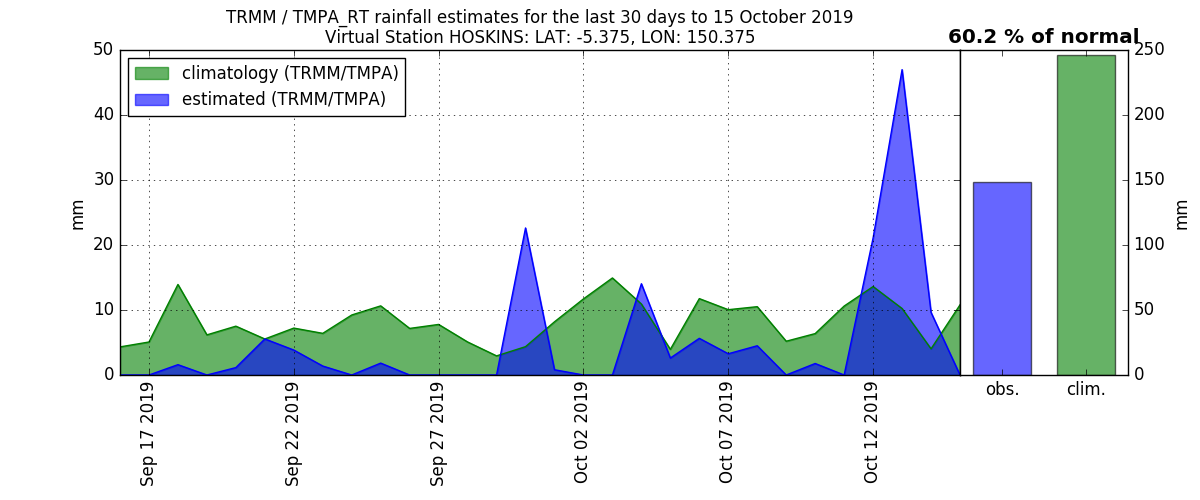 TRMM / TMPA_RT rainfall estimates for the last 30 days to 15 October 2019
Virtual Station HOSKINS: LAT: -5.375, LON: 150.375
60.2 % of normal
climatology (TRMM/TMPA)
estimated (TRMM/TMPA)
50
40
30
20
10
0
mm
Sep 17 2019
Sep 22 2019
Sep 27 2019
Oct 02 2019
Oct 07 2019
Oct 12 2019
obs.
clim.
250
200
150
100
50
0
mm